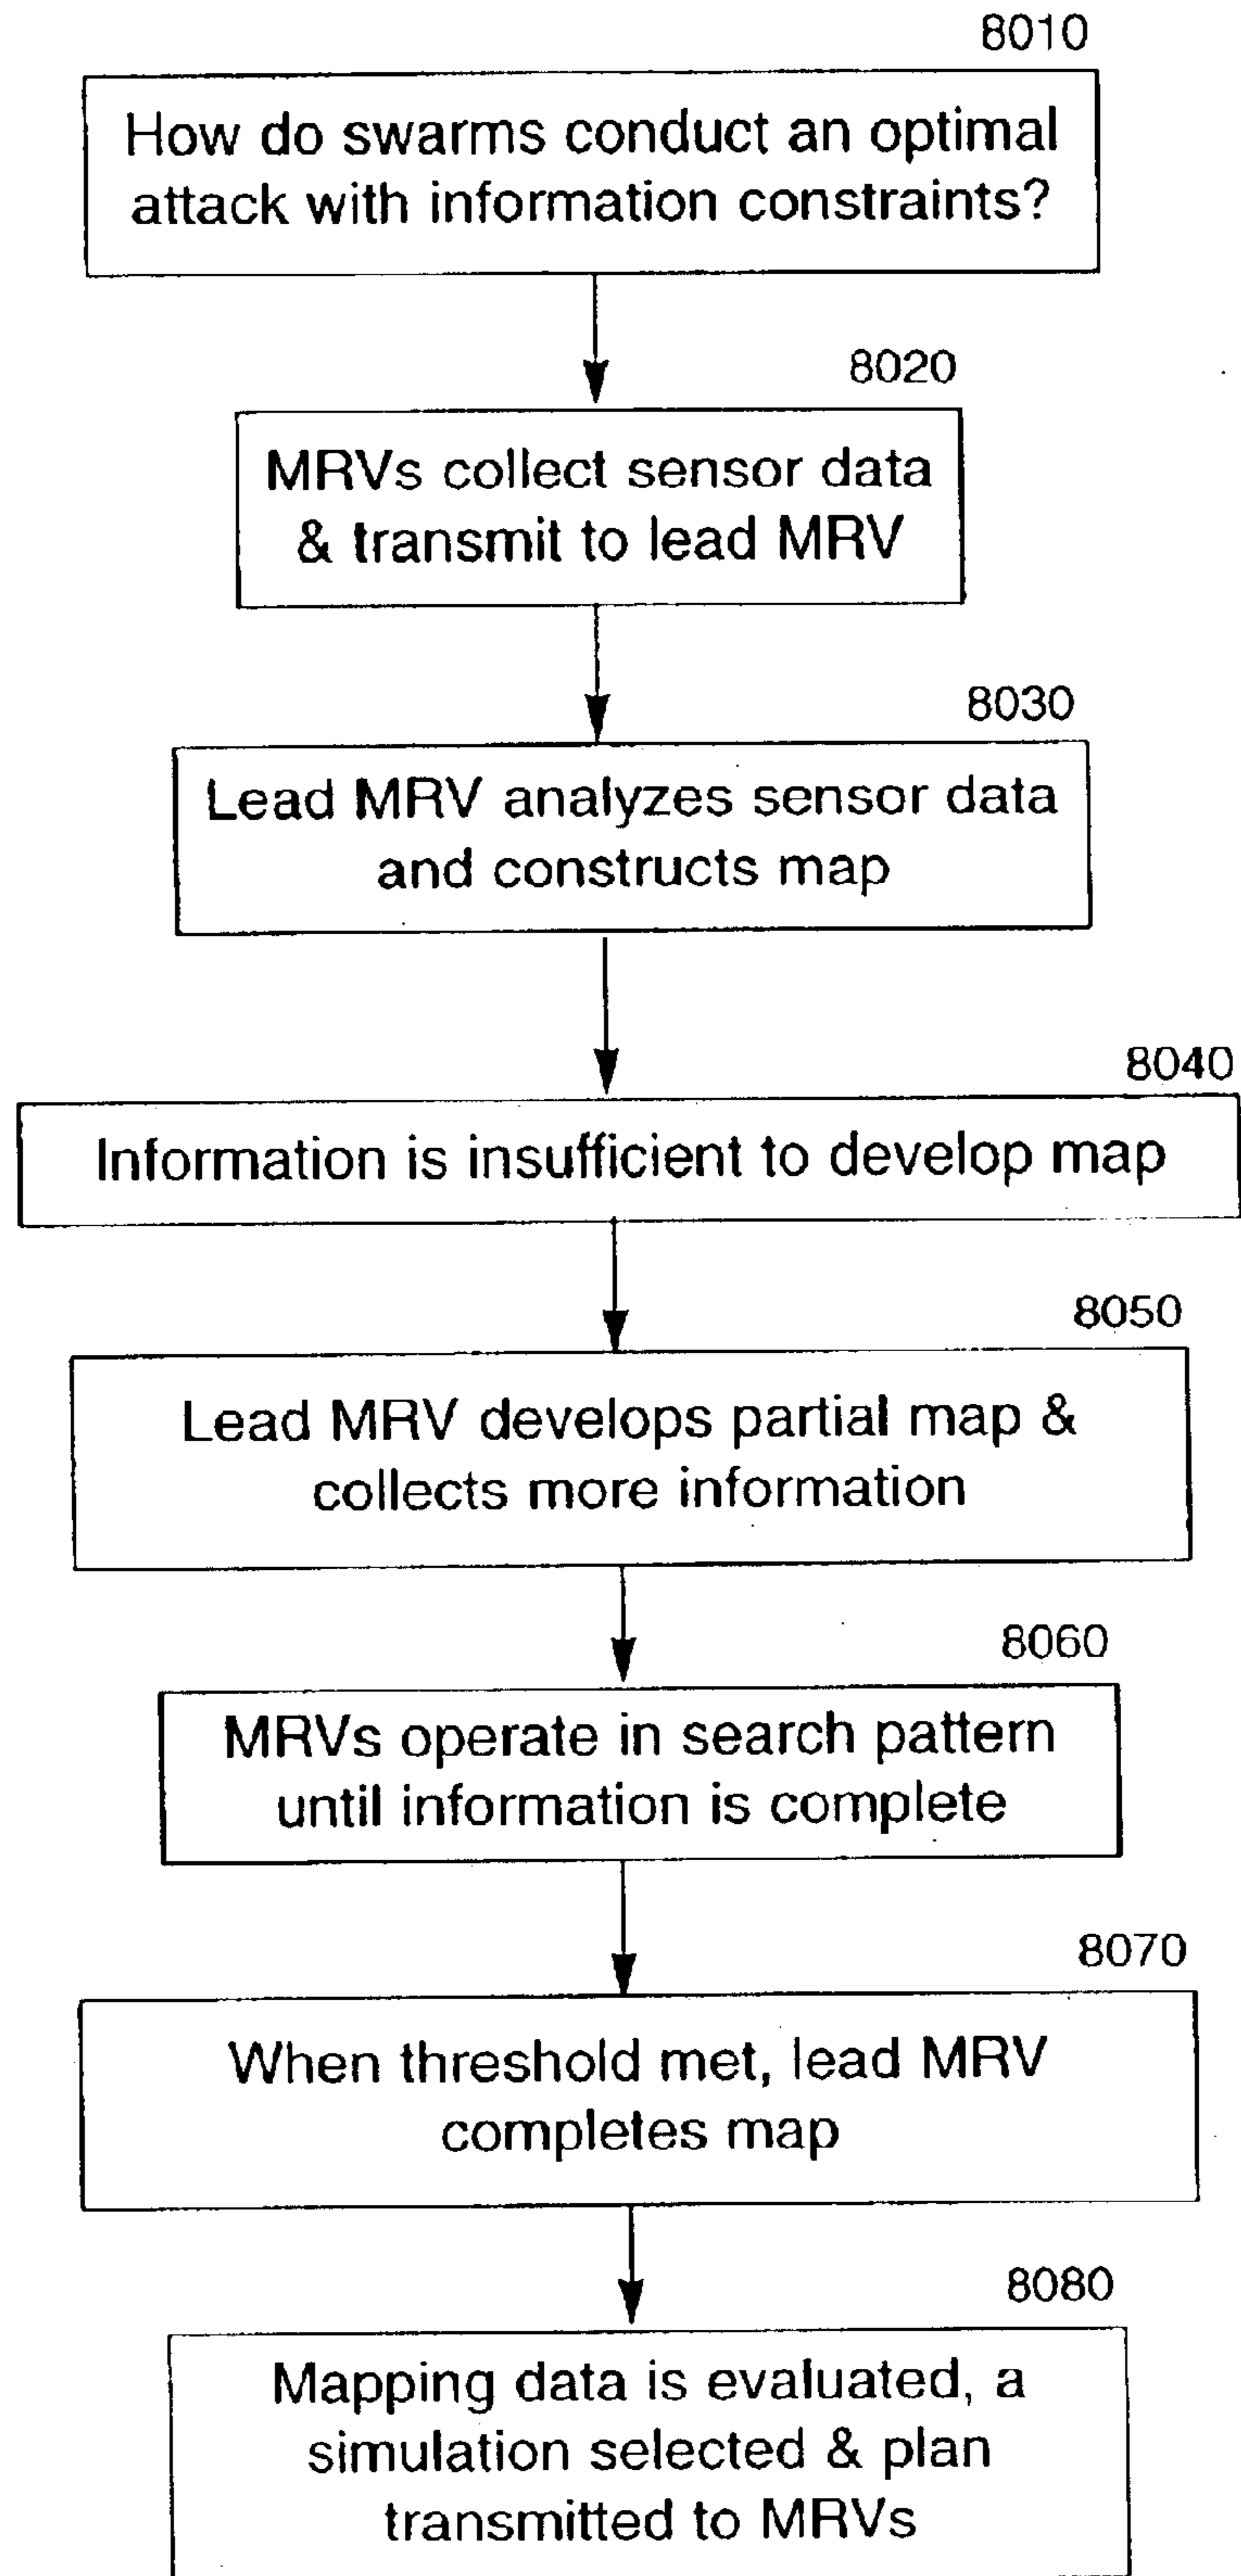 8010
How do swarms conduct an optimal
attack with information constraints?
8020
MRVs collect sensor data
& transmit to lead MRV
8030
Lead MRV analyzes sensor data
and constructs map
8040
Information is insufficient to develop map
8050
Lead MRV develops partial map &
collects more information
8060
MRVs operate in search pattern
until information is complete
8070
When threshold met, lead MRV
completes map
8080
Mapping data is evaluated, a
simulation selected & plan
transmitted to MRVs